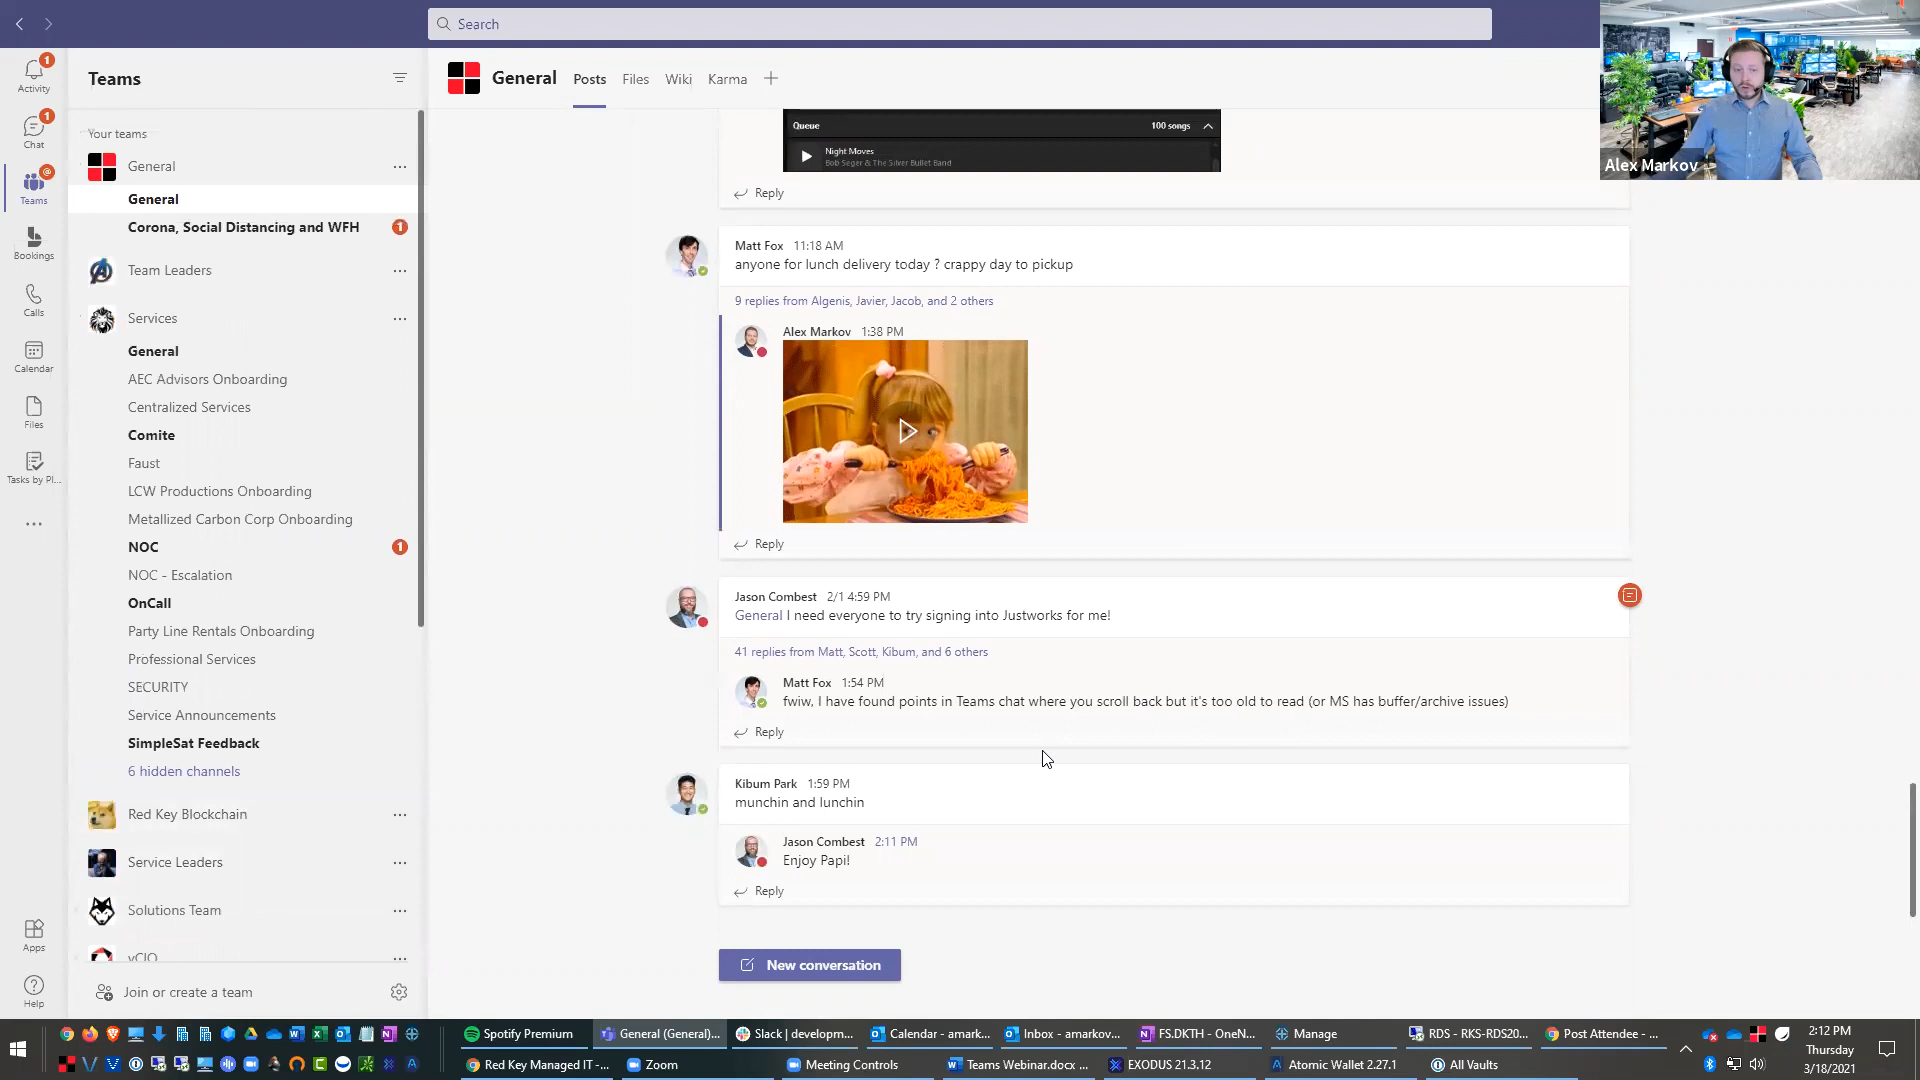 Search
Alex Markov
Activity
1
Chat
1
Teams
@
Bookings
Calls
Calendar
Files
Tasks by Pl...
...
Apps
Help
Teams
Your teams
General
General
Corona, Social Distancing and WFH 1
Team Leaders
Services
General
AEC Advisors Onboarding
Centralized Services
Comite
Faust
LCW Productions Onboarding
Metallized Carbon Corp Onboarding
NOC 1
NOC - Escalation
OnCall
Party Line Rentals Onboarding
Professional Services
SECURITY
Service Announcements
SimpleSat Feedback
6 hidden channels
Red Key Blockchain
Service Leaders
Solutions Team
vCIO
Join or create a team
General Posts Files Wiki Karma
Queue 100 songs
Night Moves
Bob Seger & The Silver Bullet Band
Reply
Matt Fox 11:18 AM
anyone for lunch delivery today ? crappy day to pickup
9 replies from Algenis, Javier, Jacob, and 2 others
Alex Markov 1:38 PM
Reply
Jason Combest 2/1 4:59 PM
General I need everyone to try signing into Justworks for me!
41 replies from Matt, Scott, Kibum, and 6 others
Matt Fox 1:54 PM
fwiw, I have found points in Teams chat where you scroll back but it's too old to read (or MS has buffer/archive issues)
Reply
Kibum Park 1:59 PM
munchin and lunchin
Jason Combest 2:11 PM
Enjoy Papi!
Reply
New conversation
Spotify Premium General (General)... Slack | developm... Calendar - amark... Inbox - amarkov... FS.DKTH - OneN... Manage RDS - RKS-RDS20... Post Attendee - ...
Red Key Managed IT -... Zoom Meeting Controls Teams Webinar.docx ... EXODUS 21.3.12 Atomic Wallet 2.27.1 All Vaults
2:12 PM
Thursday
3/18/2021